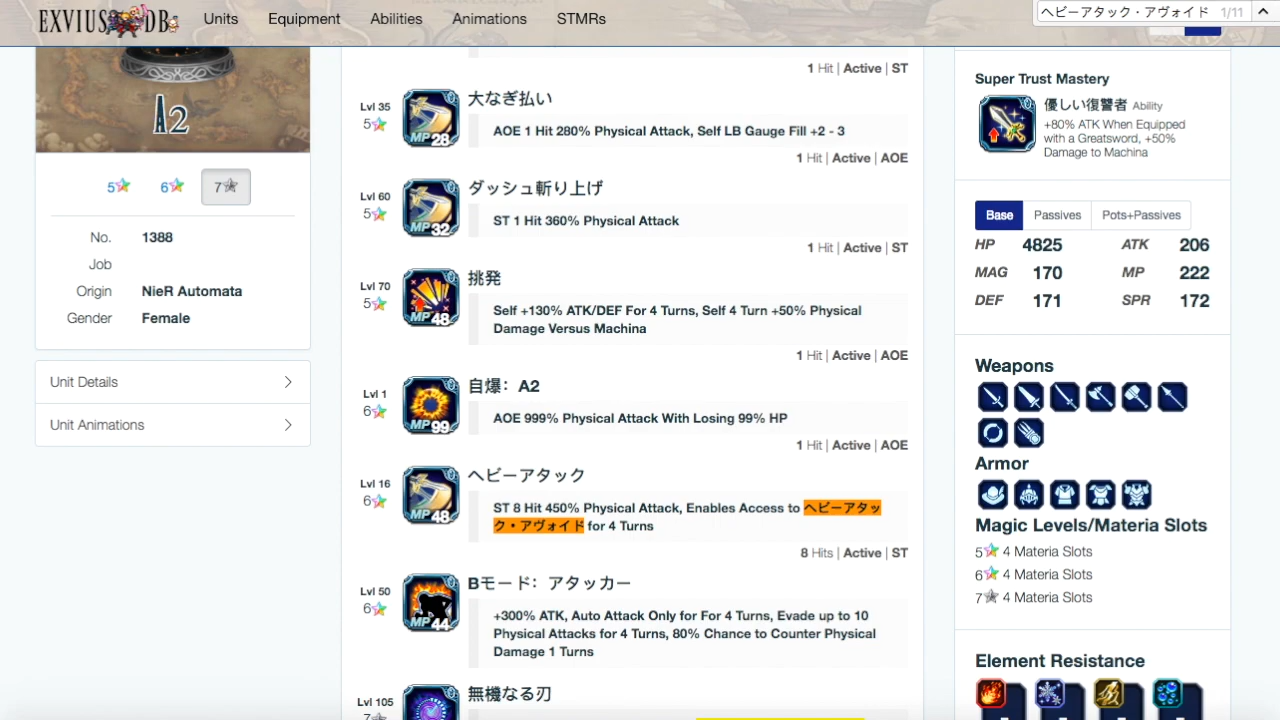 EXVIUS DB
Units
Equipment
Abilities
Animations
STMRs
ヘビーアタック・アヴォイド 1/11
A2
5
6
7
No. 1388
Job
Origin NieR Automata
Gender Female
Unit Details
Unit Animations
1 Hit | Active | ST
Lvl 35
5
MP28
大なぎ払い
AOE 1 Hit 280% Physical Attack, Self LB Gauge Fill +2 - 3
1 Hit | Active | AOE
Lvl 60
5
MP32
ダッシュ斬り上げ
ST 1 Hit 360% Physical Attack
1 Hit | Active | ST
Lvl 70
5
MP48
挑発
Self +130% ATK/DEF For 4 Turns, Self 4 Turn +50% Physical
Damage Versus Machina
1 Hit | Active | AOE
Lvl 1
6
MP99
自爆：A2
AOE 999% Physical Attack With Losing 99% HP
1 Hit | Active | AOE
Lvl 16
6
MP48
ヘビーアタック
ST 8 Hit 450% Physical Attack, Enables Access to ヘビーアタッ
ク・アヴォイド for 4 Turns
8 Hits | Active | ST
Lvl 50
6
MP44
Bモード：アタッカー
+300% ATK, Auto Attack Only for For 4 Turns, Evade up to 10
Physical Attacks for 4 Turns, 80% Chance to Counter Physical
Damage 1 Turns
Lvl 105
7
無機なる刃
Super Trust Mastery
優しい復讐者 Ability
+80% ATK When Equipped
with a Greatsword, +50%
Damage to Machina
Base
Passives
Pots+Passives
HP 4825 ATK 206
MAG 170 MP 222
DEF 171 SPR 172
Weapons
Armor
Magic Levels/Materia Slots
5 4 Materia Slots
6 4 Materia Slots
7 4 Materia Slots
Element Resistance